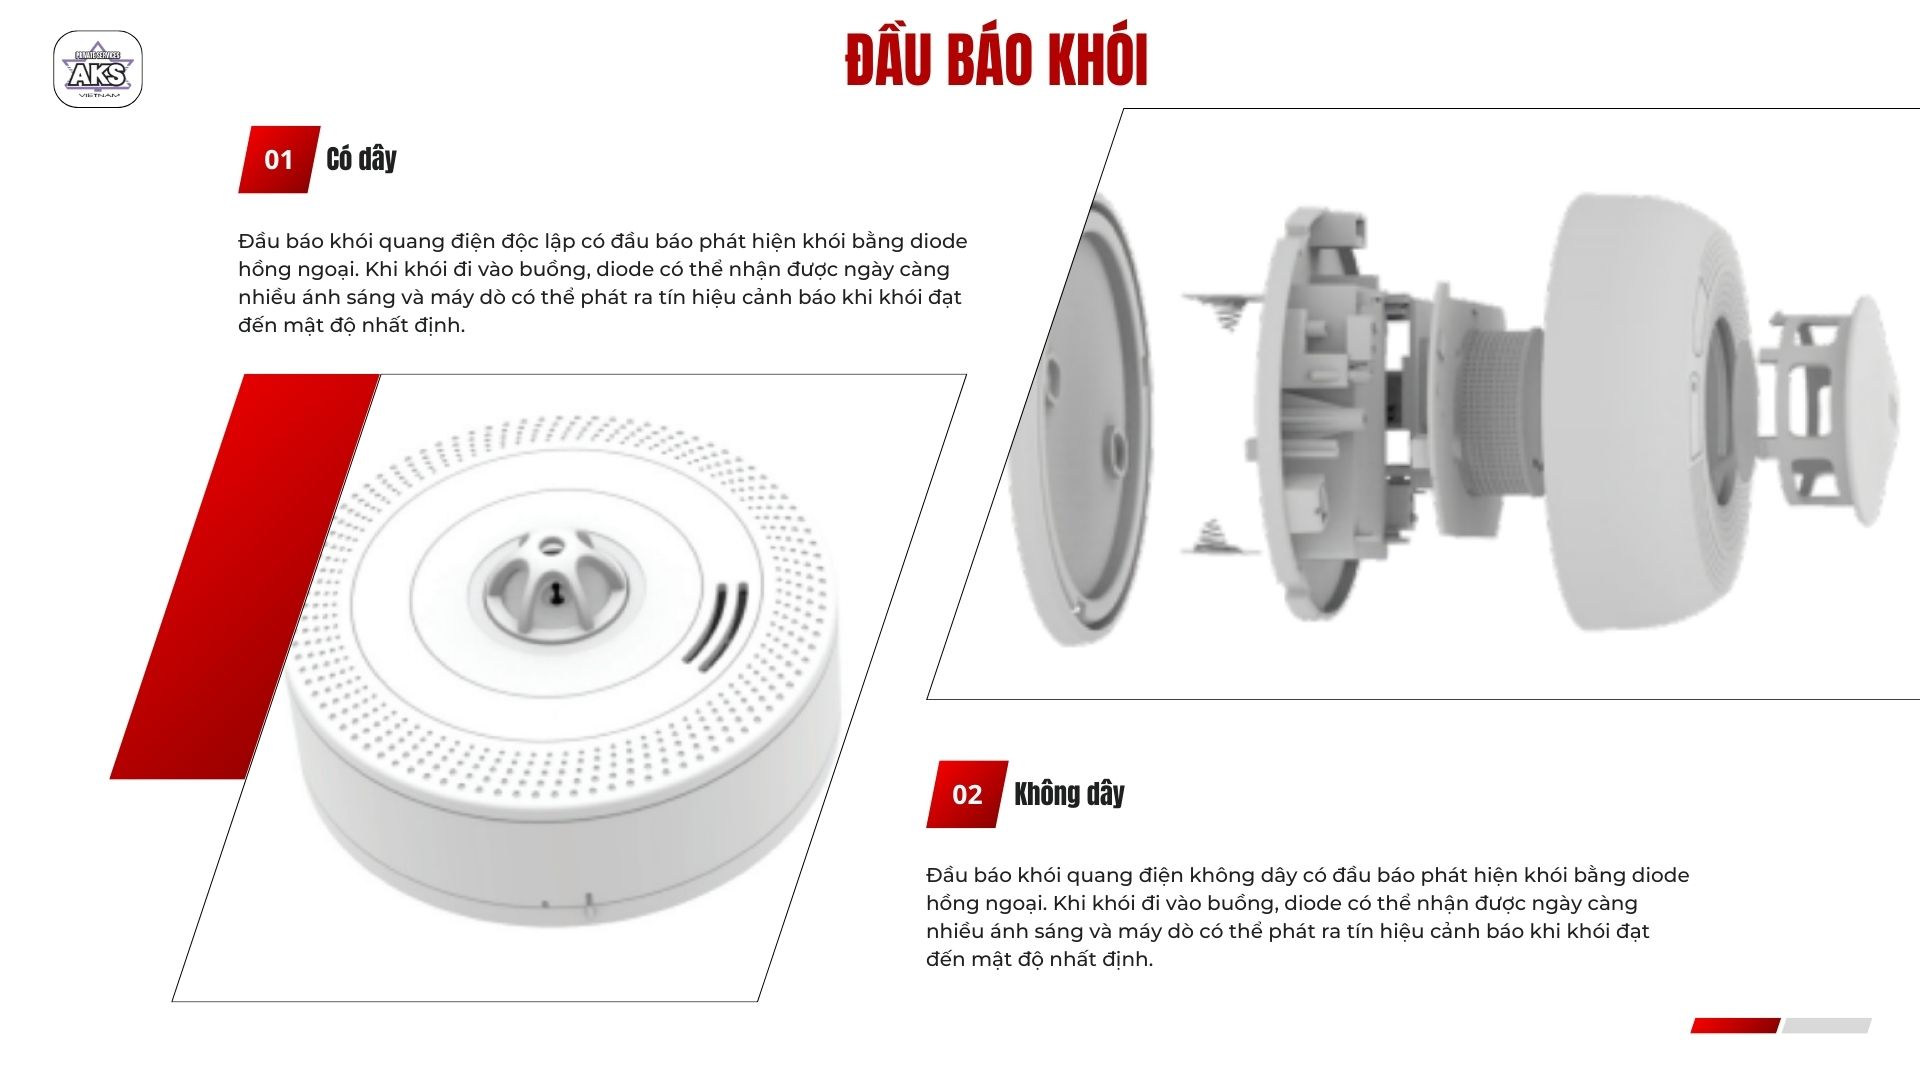 PRIVATE SERVICES
AKS
VIETNAM
ĐẦU BÁO KHÓI
01
Có dây
Đầu báo khói quang điện độc lập có đầu báo phát hiện khói bằng diode
hồng ngoại. Khi khói đi vào buồng, diode có thể nhận được ngày càng
nhiều ánh sáng và máy dò có thể phát ra tín hiệu cảnh báo khi khói đạt
đến mật độ nhất định.
02
Không dây
Đầu báo khói quang điện không dây có đầu báo phát hiện khói bằng diode
hồng ngoại. Khi khói đi vào buồng, diode có thể nhận được ngày càng
nhiều ánh sáng và máy dò có thể phát ra tín hiệu cảnh báo khi khói đạt
đến mật độ nhất định.